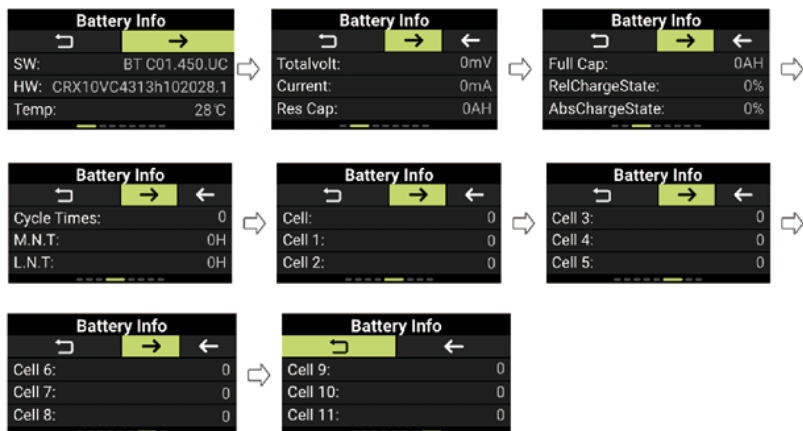 Battery Info
SW: BT C01.450.UC
HW: CRX10VC4313h102028.1
Temp: 28℃
Battery Info
Totalvolt: 0mV
Current: 0mA
Res Cap: 0AH
Battery Info
Full Cap: 0AH
RelChargeState: 0%
AbsChargeState: 0%
Battery Info
Cycle Times: 0
M.N.T: 0H
L.N.T: 0H
Battery Info
Cell: 0
Cell 1: 0
Cell 2: 0
Battery Info
Cell 3: 0
Cell 4: 0
Cell 5: 0
Battery Info
Cell 6: 0
Cell 7: 0
Cell 8: 0
Battery Info
Cell 9: 0
Cell 10: 0
Cell 11: 0